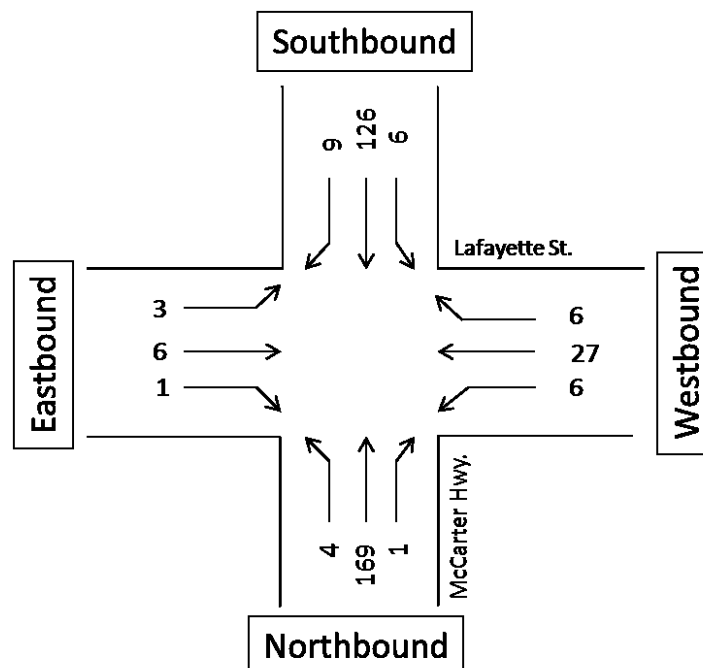 Southbound
9 126 6
Lafayette St.
Eastbound
3
6
1
6
27
6
Westbound
4 169 1
McCarter Hwy.
Northbound